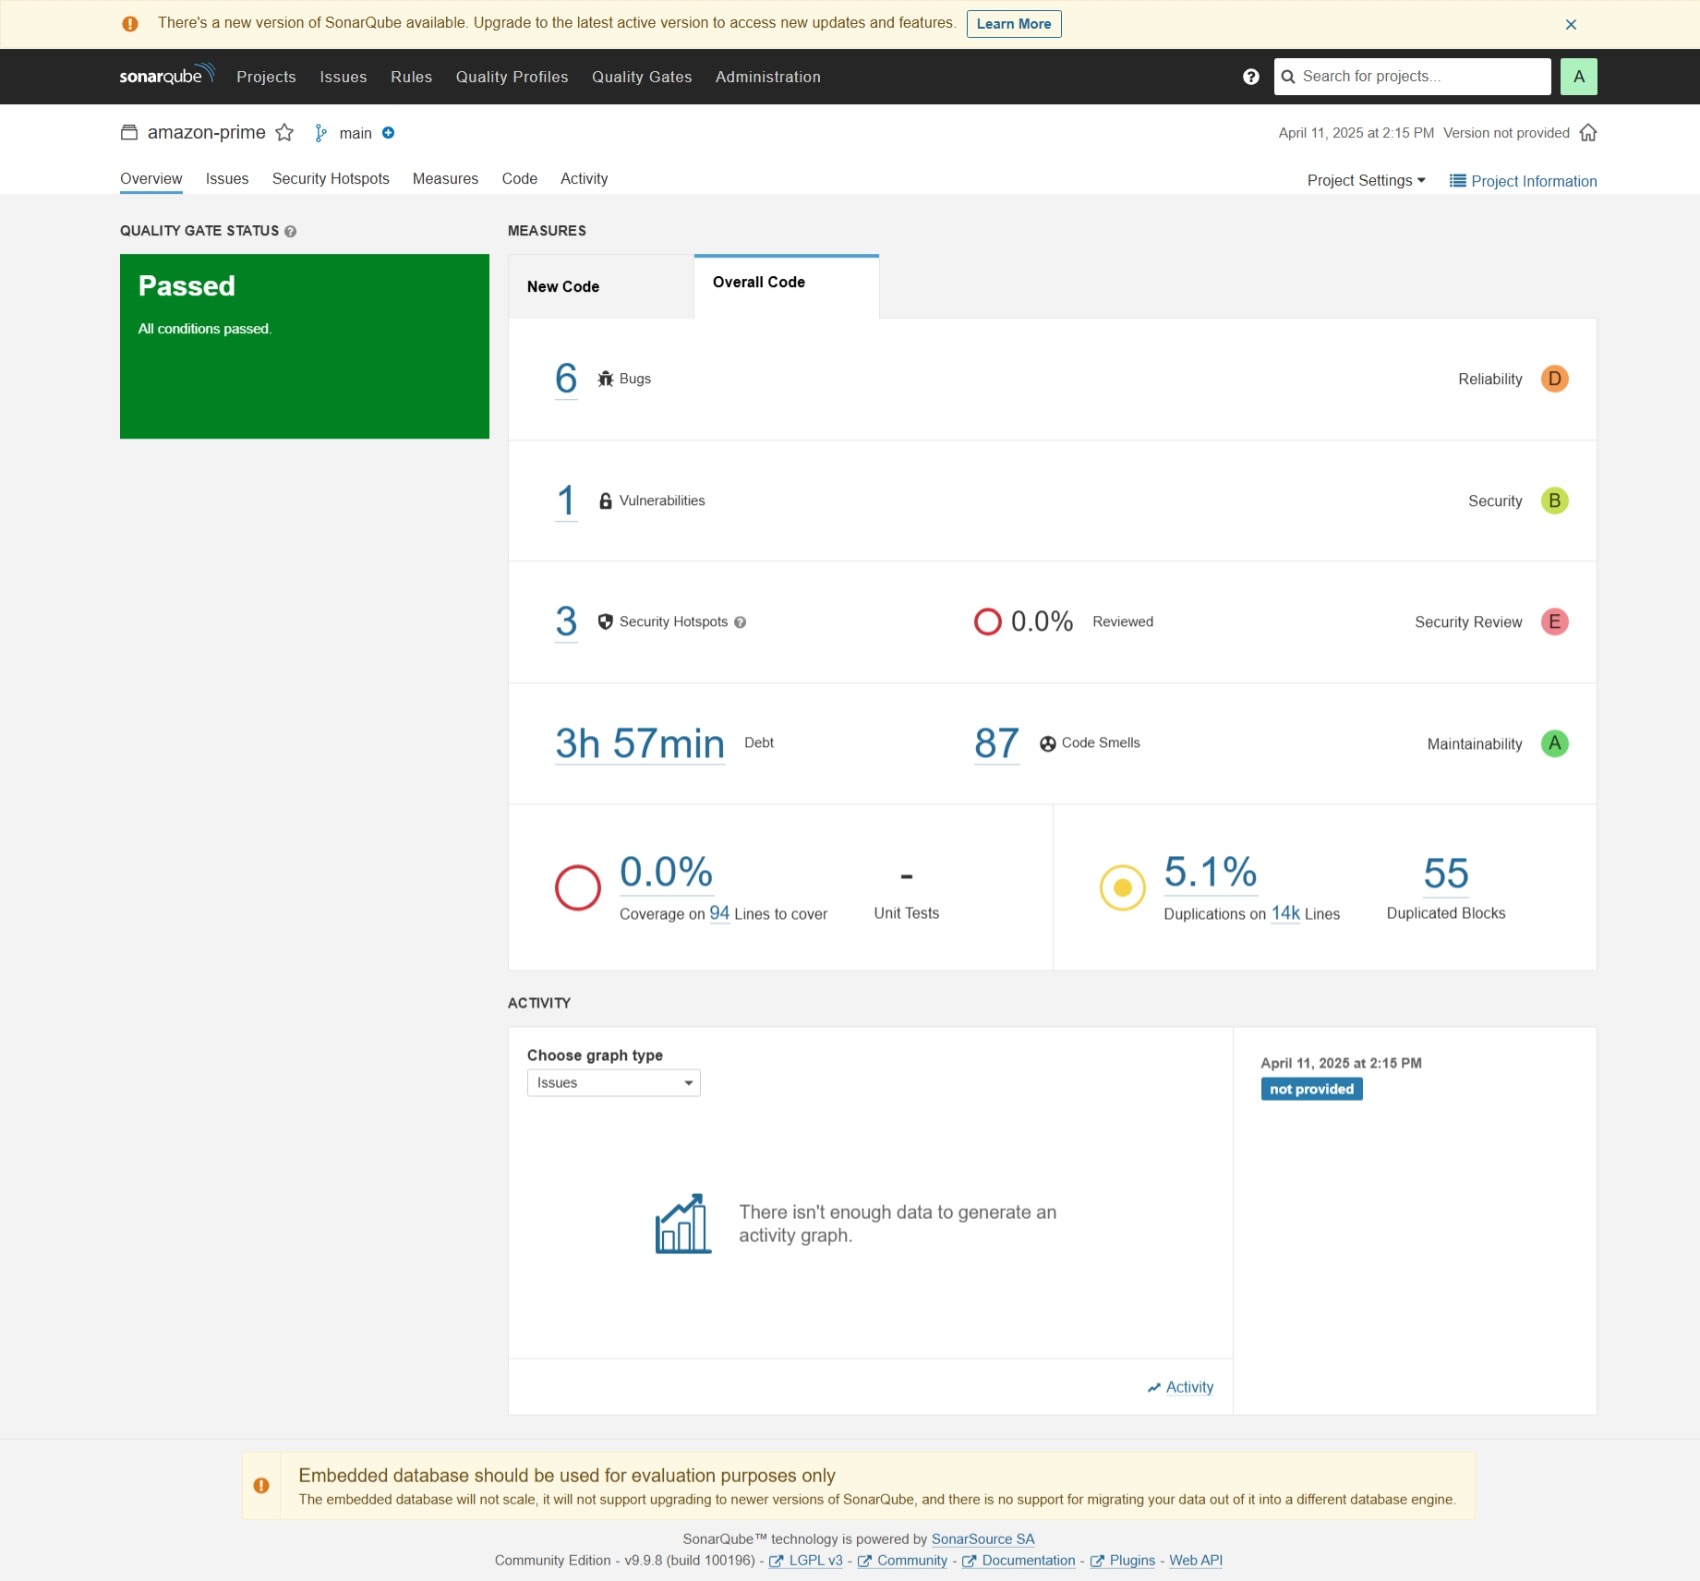 There's a new version of SonarQube available. Upgrade to the latest active version to access new updates and features. Learn More
sonarqube Projects Issues Rules Quality Profiles Quality Gates Administration Search for projects... A
amazon-prime main April 11, 2025 at 2:15 PM Version not provided
Overview Issues Security Hotspots Measures Code Activity Project Settings Project Information
QUALITY GATE STATUS
Passed
All conditions passed.
MEASURES
New Code Overall Code
6 Bugs Reliability D
1 Vulnerabilities Security B
3 Security Hotspots 0.0% Reviewed Security Review E
3h 57min Debt 87 Code Smells Maintainability A
0.0%
Coverage on 94 Lines to cover
-
Unit Tests
5.1%
Duplications on 14k Lines
55
Duplicated Blocks
ACTIVITY
Choose graph type
Issues
There isn't enough data to generate an
activity graph.
Activity
April 11, 2025 at 2:15 PM
not provided
Embedded database should be used for evaluation purposes only
The embedded database will not scale, it will not support upgrading to newer versions of SonarQube, and there is no support for migrating your data out of it into a different database engine.
SonarQube™ technology is powered by SonarSource SA
Community Edition - v9.9.8 (build 100196) - LGPL v3 - Community - Documentation - Plugins - Web API